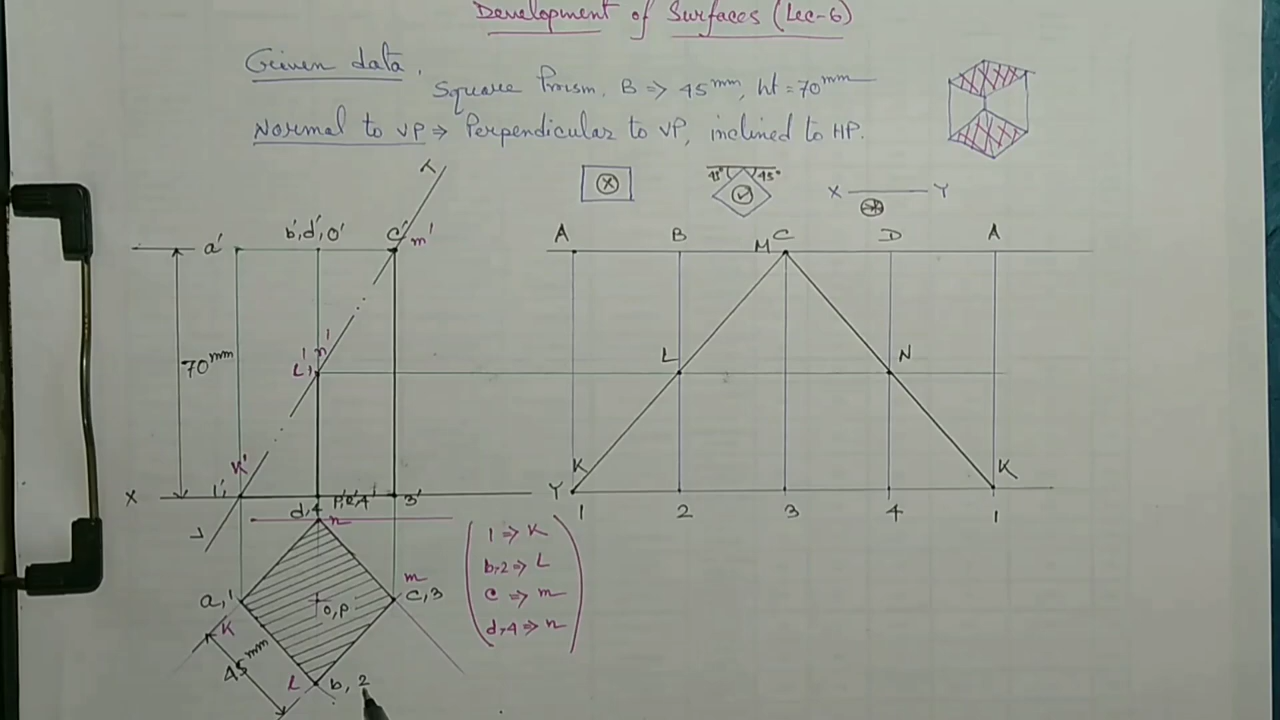 Development of Surfaces (Lec-6)
Given data,
Square Prism, B => 45mm, ht = 70mm
Normal to VP => Perpendicular to VP, inclined to HP.
T
X
45° 45°
X Y
a' b',d',o' c' m'
A B M C D A
70mm
L', n'
L N
k'
K K
X 1' p',2',4' 3'
Y 1 2 3 4 1
d,4 n
a,1 o,p m c,3
K
45mm
L b, 2
1 => K
b,2 => L
c => m
d,4 => n